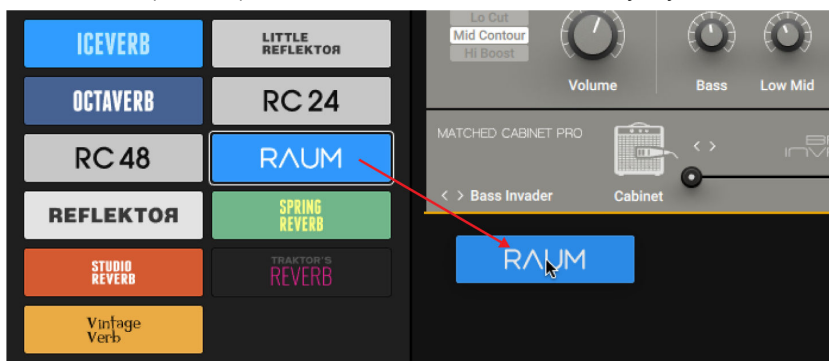 ICEVERB
LITTLE
REFLEKTOR
OCTAVERB
RC 24
RC 48
RAUM
REFLEKTOR
SPRING
REVERB
STUDIO
REVERB
TRAKTOR'S
REVERB
Vintage
Verb
Lo Cut
Mid Contour
Hi Boost
Volume
Bass
Low Mid
MATCHED CABINET PRO
< > Bass Invader
Cabinet
RAUM